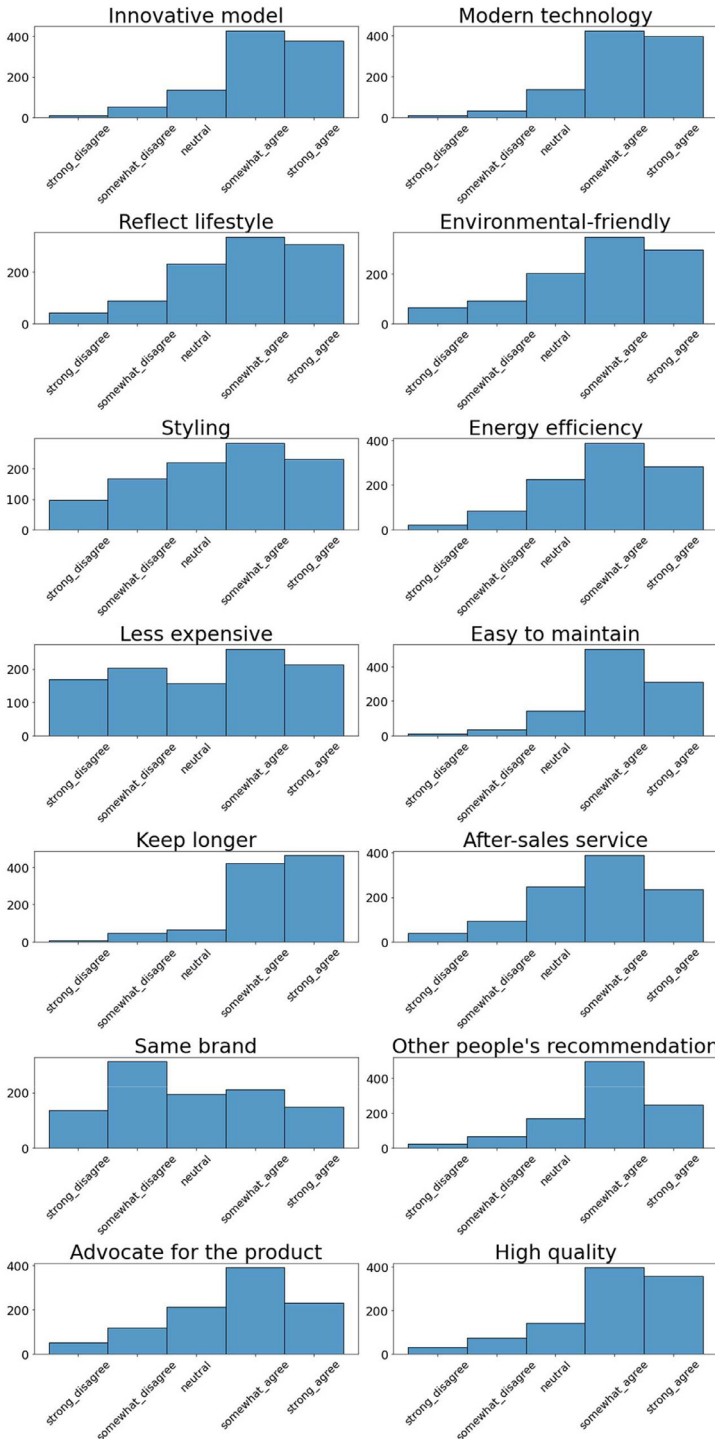 Innovative model
400
200
0
strong_disagree
somewhat_disagree
neutral
somewhat_agree
strong_agree
Modern technology
400
200
0
strong_disagree
somewhat_disagree
neutral
somewhat_agree
strong_agree
Reflect lifestyle
200
0
strong_disagree
somewhat_disagree
neutral
somewhat_agree
strong_agree
Environmental-friendly
200
0
strong_disagree
somewhat_disagree
neutral
somewhat_agree
strong_agree
Styling
200
100
0
strong_disagree
somewhat_disagree
neutral
somewhat_agree
strong_agree
Energy efficiency
400
200
0
strong_disagree
somewhat_disagree
neutral
somewhat_agree
strong_agree
Less expensive
200
100
0
strong_disagree
somewhat_disagree
neutral
somewhat_agree
strong_agree
Easy to maintain
400
200
0
strong_disagree
somewhat_disagree
neutral
somewhat_agree
strong_agree
Keep longer
400
200
0
strong_disagree
somewhat_disagree
neutral
somewhat_agree
strong_agree
After-sales service
400
200
0
strong_disagree
somewhat_disagree
neutral
somewhat_agree
strong_agree
Same brand
200
0
strong_disagree
somewhat_disagree
neutral
somewhat_agree
strong_agree
Other people's recommendation
400
200
0
strong_disagree
somewhat_disagree
neutral
somewhat_agree
strong_agree
Advocate for the product
400
200
0
strong_disagree
somewhat_disagree
neutral
somewhat_agree
strong_agree
High quality
400
200
0
strong_disagree
somewhat_disagree
neutral
somewhat_agree
strong_agree